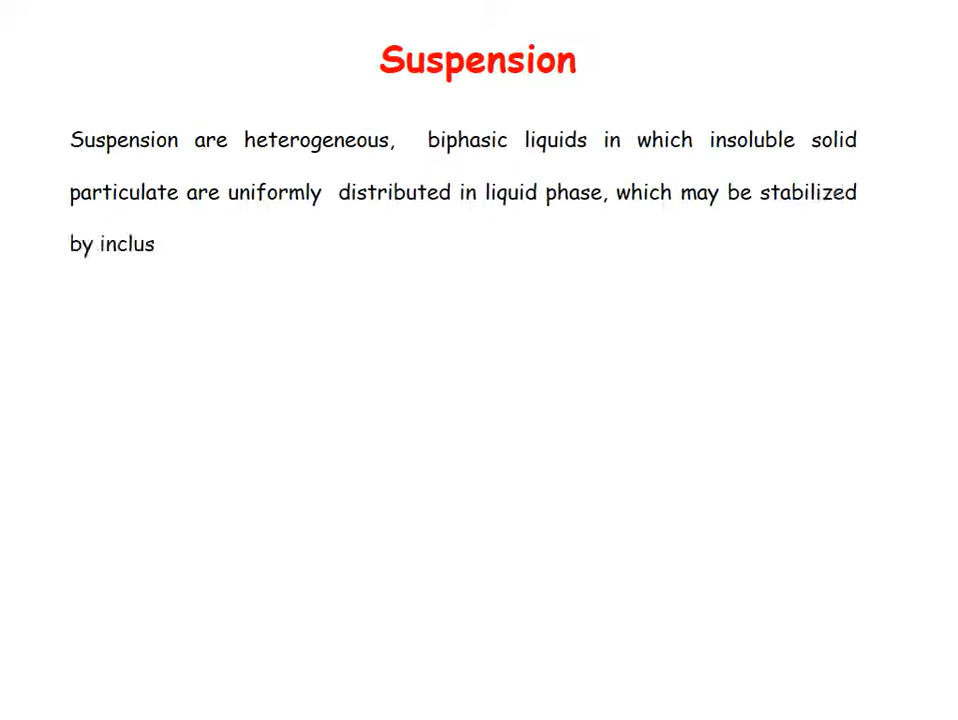 Suspension
Suspension are heterogeneous, biphasic liquids in which insoluble solid
particulate are uniformly distributed in liquid phase, which may be stabilized
by inclus